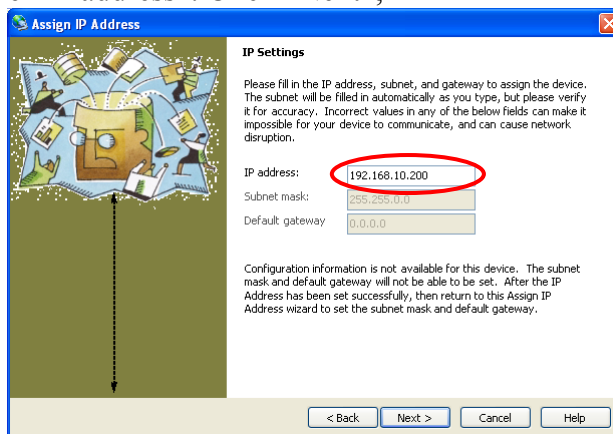 Assign IP Address
IP Settings
Please fill in the IP address, subnet, and gateway to assign the device.
The subnet will be filled in automatically as you type, but please verify
it for accuracy. Incorrect values in any of the below fields can make it
impossible for your device to communicate, and can cause network
disruption.
IP address: 192.168.10.200
Subnet mask: 255.255.0.0
Default gateway 0.0.0.0
Configuration information is not available for this device. The subnet
mask and default gateway will not be able to be set. After the IP
Address has been set successfully, then return to this Assign IP
Address wizard to set the subnet mask and default gateway.
< Back Next > Cancel Help